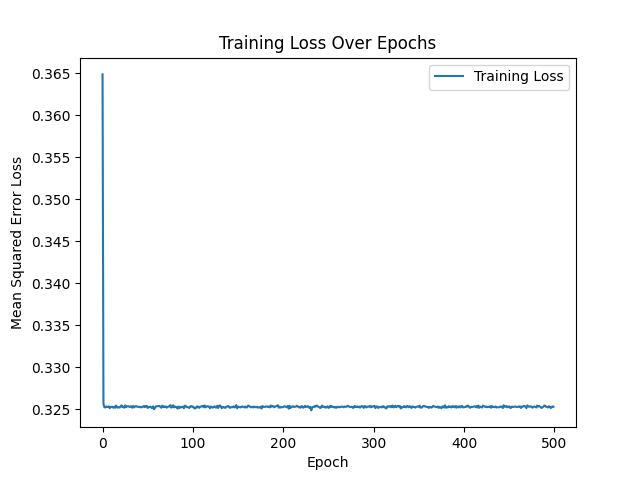 Training Loss Over Epochs
Training Loss
Mean Squared Error Loss
0.365
0.360
0.355
0.350
0.345
0.340
0.335
0.330
0.325
0 100 200 300 400 500
Epoch